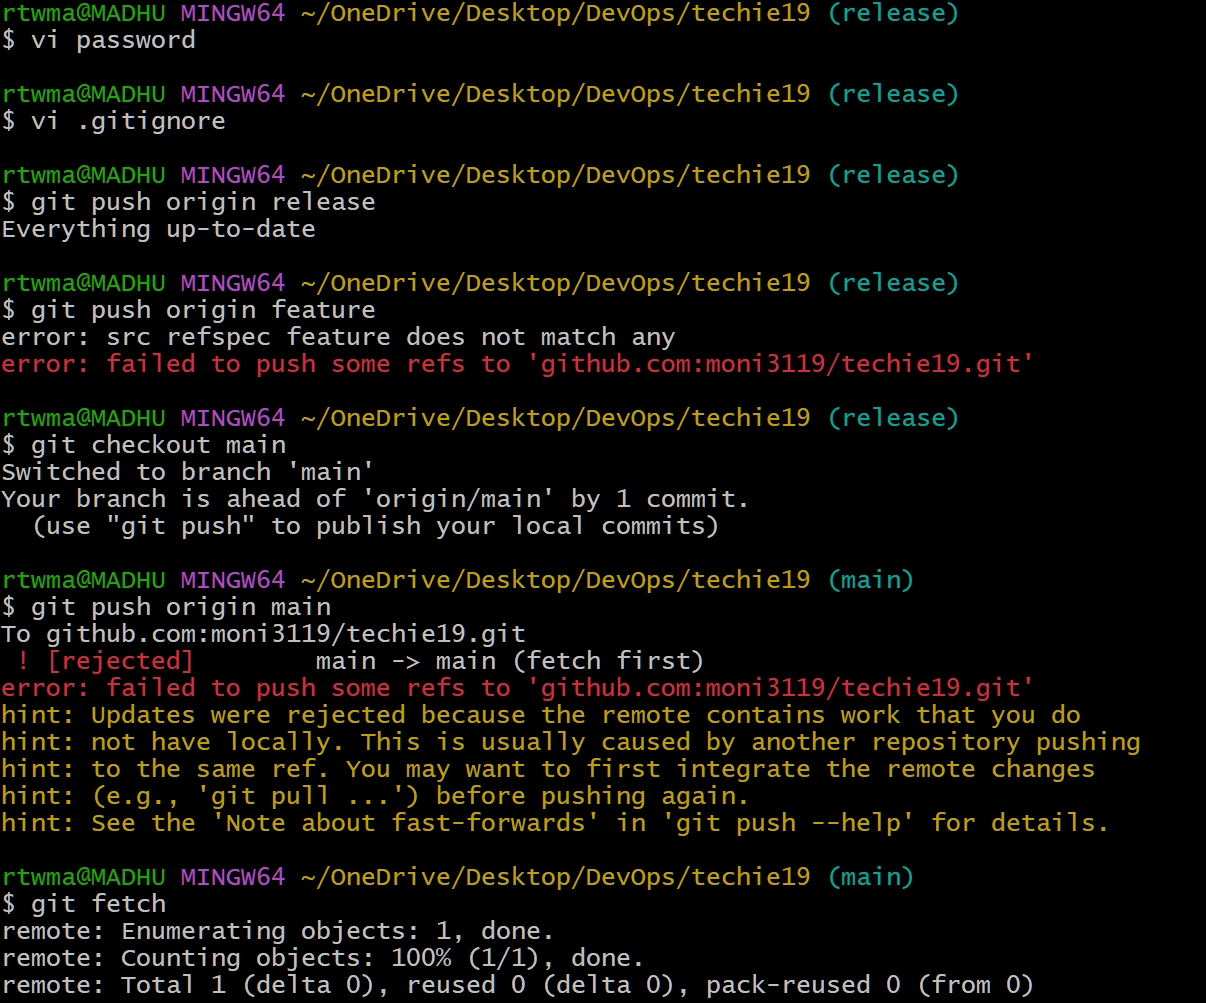 rtwma@MADHU MINGW64 ~/OneDrive/Desktop/DevOps/techie19 (release)
$ vi password
rtwma@MADHU MINGW64 ~/OneDrive/Desktop/DevOps/techie19 (release)
$ vi .gitignore
rtwma@MADHU MINGW64 ~/OneDrive/Desktop/DevOps/techie19 (release)
$ git push origin release
Everything up-to-date
rtwma@MADHU MINGW64 ~/OneDrive/Desktop/DevOps/techie19 (release)
$ git push origin feature
error: src refspec feature does not match any
error: failed to push some refs to 'github.com:moni3119/techie19.git'
rtwma@MADHU MINGW64 ~/OneDrive/Desktop/DevOps/techie19 (release)
$ git checkout main
Switched to branch 'main'
Your branch is ahead of 'origin/main' by 1 commit.
  (use "git push" to publish your local commits)
rtwma@MADHU MINGW64 ~/OneDrive/Desktop/DevOps/techie19 (main)
$ git push origin main
To github.com:moni3119/techie19.git
 ! [rejected]        main -> main (fetch first)
error: failed to push some refs to 'github.com:moni3119/techie19.git'
hint: Updates were rejected because the remote contains work that you do
hint: not have locally. This is usually caused by another repository pushing
hint: to the same ref. You may want to first integrate the remote changes
hint: (e.g., 'git pull ...') before pushing again.
hint: See the 'Note about fast-forwards' in 'git push --help' for details.
rtwma@MADHU MINGW64 ~/OneDrive/Desktop/DevOps/techie19 (main)
$ git fetch
remote: Enumerating objects: 1, done.
remote: Counting objects: 100% (1/1), done.
remote: Total 1 (delta 0), reused 0 (delta 0), pack-reused 0 (from 0)